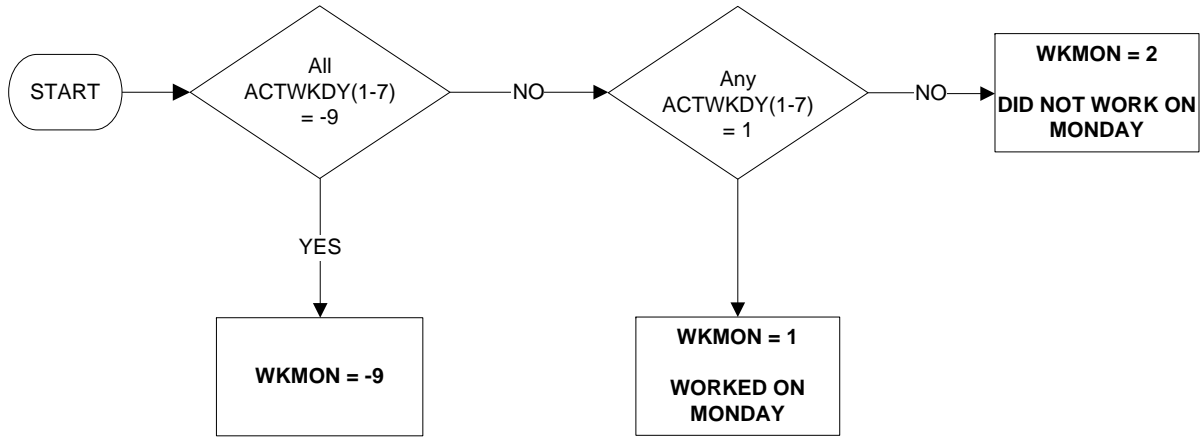 START
All
ACTWKDY(1-7)
= -9
NO
Any
ACTWKDY(1-7)
= 1
NO
WKMON = 2
DID NOT WORK ON
MONDAY
YES
WKMON = -9
WKMON = 1
WORKED ON
MONDAY